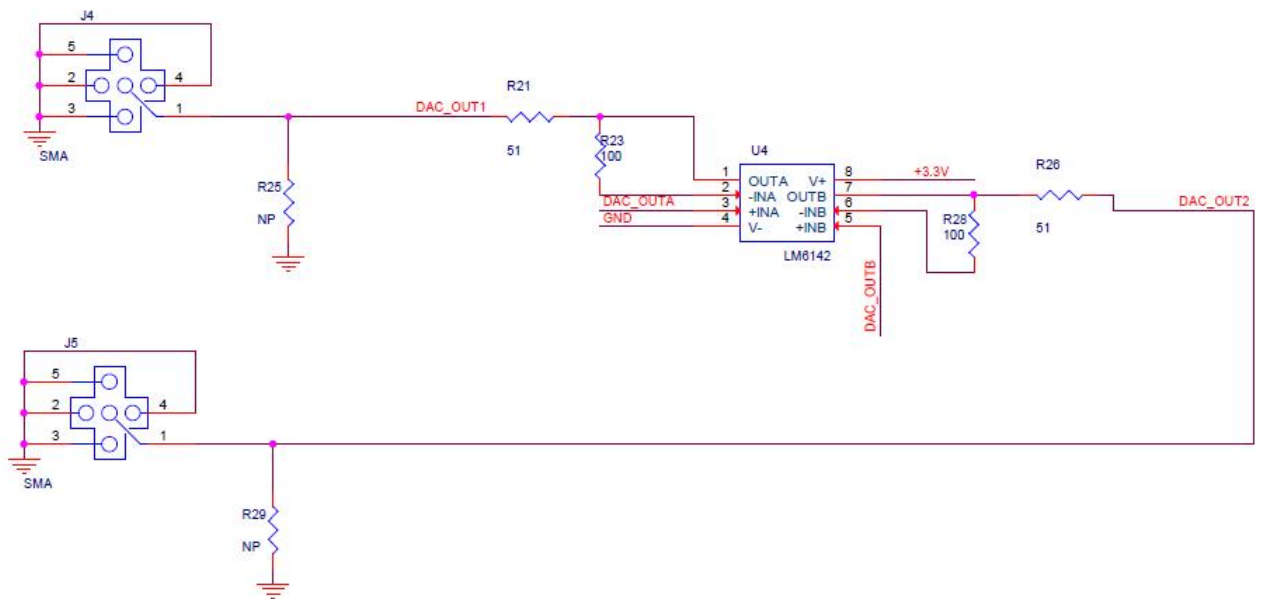 J4
5
2
4
3
1
SMA
R21
DAC_OUT1
51
R23
100
R25
NP
U4
1
OUTA
V+
8
+3.3V
2
-INA
OUTB
7
DAC_OUTA
3
+INA
-INB
6
GND
4
V-
+INB
5
LM6142
DAC_OUTB
R28
100
R26
51
DAC_OUT2
J5
5
2
4
3
1
SMA
R29
NP